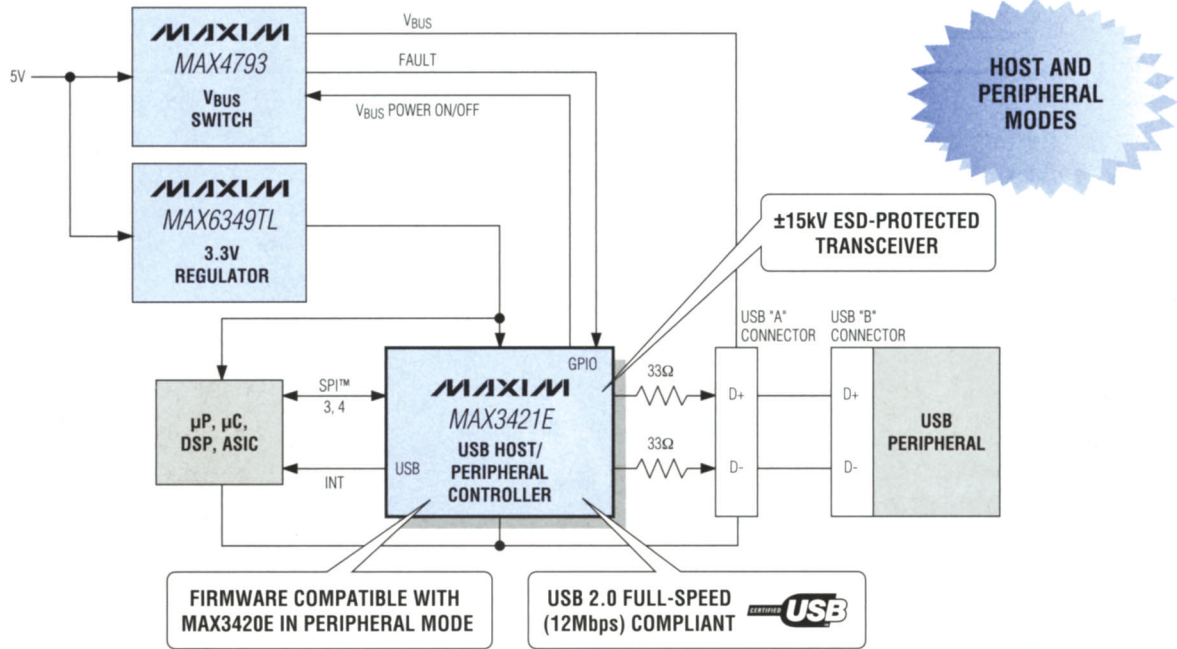 MAXIM
MAX4793
VBUS
SWITCH
5V
VBUS
FAULT
VBUS POWER ON/OFF
HOST AND
PERIPHERAL
MODES
MAXIM
MAX6349TL
3.3V
REGULATOR
±15kV ESD-PROTECTED
TRANSCEIVER
USB "A"
CONNECTOR
USB "B"
CONNECTOR
µP, µC,
DSP, ASIC
SPI™
3, 4
INT
GPIO
MAXIM
MAX3421E
USB HOST/
PERIPHERAL
CONTROLLER
USB
33Ω
33Ω
D+
D-
D+
D-
USB
PERIPHERAL
FIRMWARE COMPATIBLE WITH
MAX3420E IN PERIPHERAL MODE
USB 2.0 FULL-SPEED
(12Mbps) COMPLIANT
CERTIFIED USB